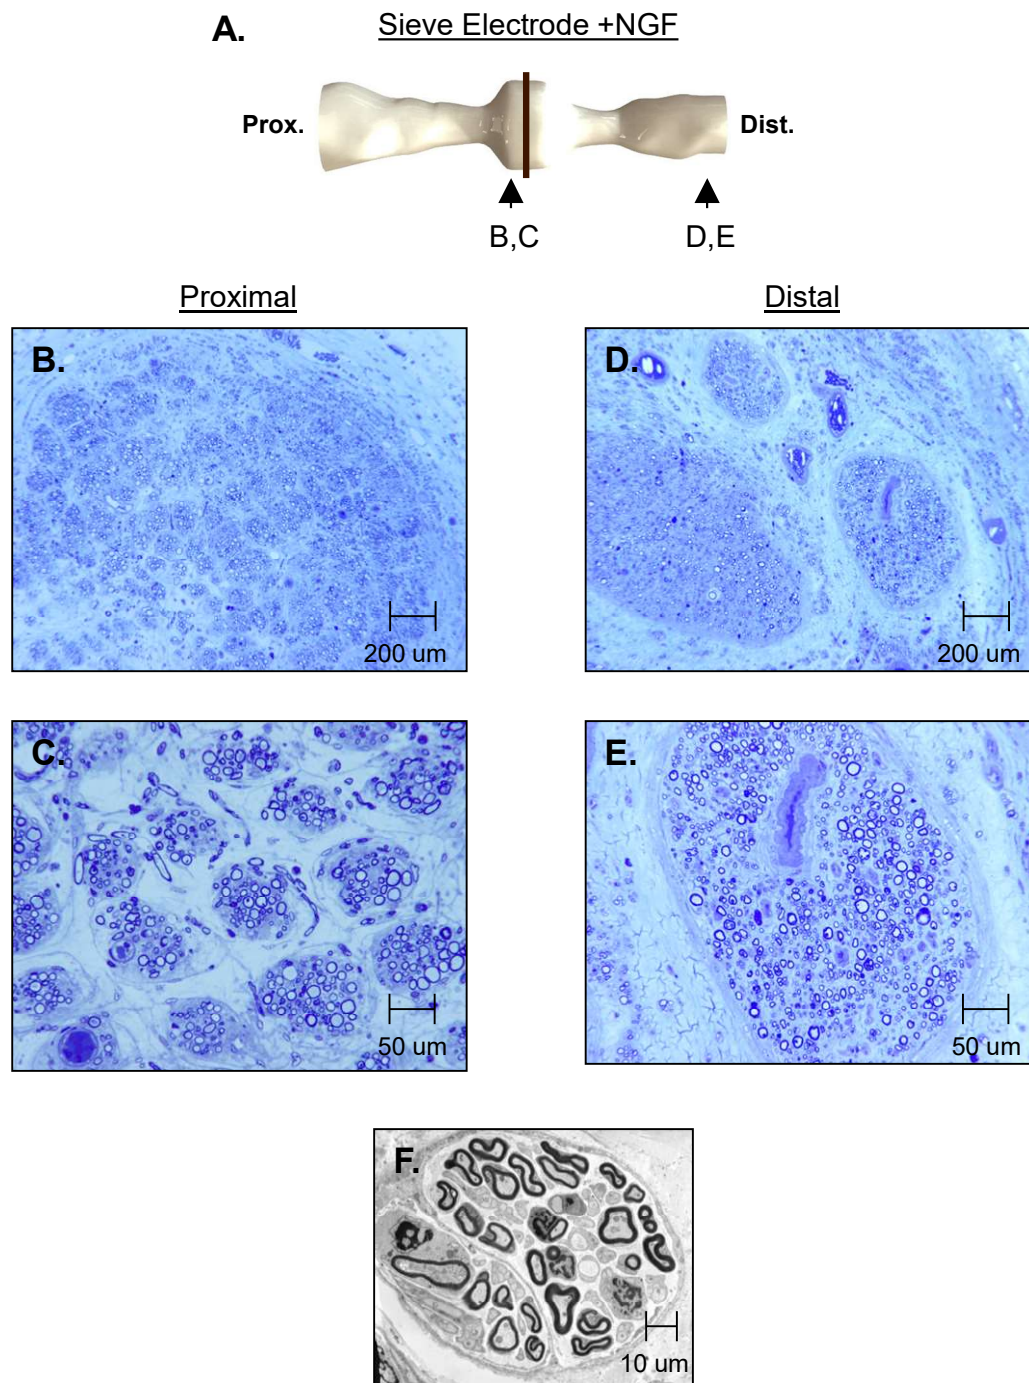 A.
Sieve Electrode +NGF
Prox.
Dist.
B,C
D,E
Proximal
Distal
B.
200 um
D.
200 um
C.
50 um
E.
50 um
F.
10 um